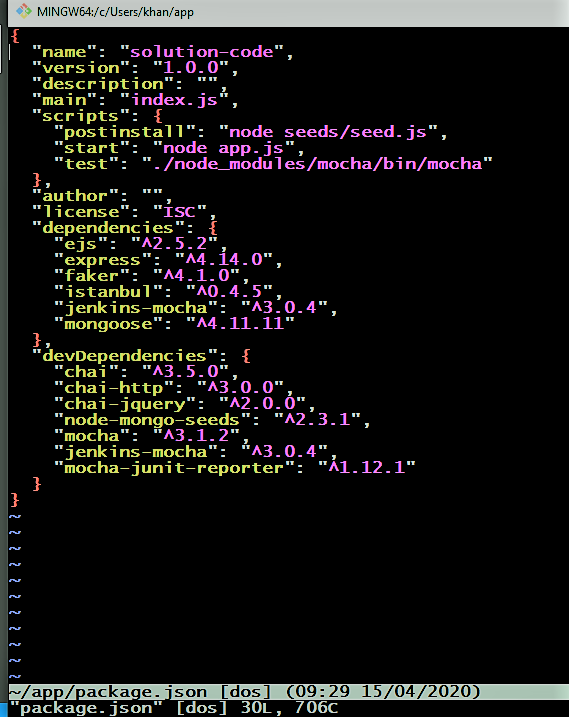 MINGW64:/c/Users/khan/app
{
  "name": "solution-code",
  "version": "1.0.0",
  "description": "",
  "main": "index.js",
  "scripts": {
    "postinstall": "node seeds/seed.js",
    "start": "node app.js",
    "test": "./node_modules/mocha/bin/mocha"
  },
  "author": "",
  "license": "ISC",
  "dependencies": {
    "ejs": "^2.5.2",
    "express": "^4.14.0",
    "faker": "^4.1.0",
    "istanbul": "^0.4.5",
    "jenkins-mocha": "^3.0.4",
    "mongoose": "^4.11.11"
  },
  "devDependencies": {
    "chai": "^3.5.0",
    "chai-http": "^3.0.0",
    "chai-jquery": "^2.0.0",
    "node-mongo-seeds": "^2.3.1",
    "mocha": "^3.1.2",
    "jenkins-mocha": "^3.0.4",
    "mocha-junit-reporter": "^1.12.1"
  }
}
~
~
~
~
~
~
~
~
~
~
~
~/app/package.json [dos] (09:29 15/04/2020)
"package.json" [dos] 30L, 706C